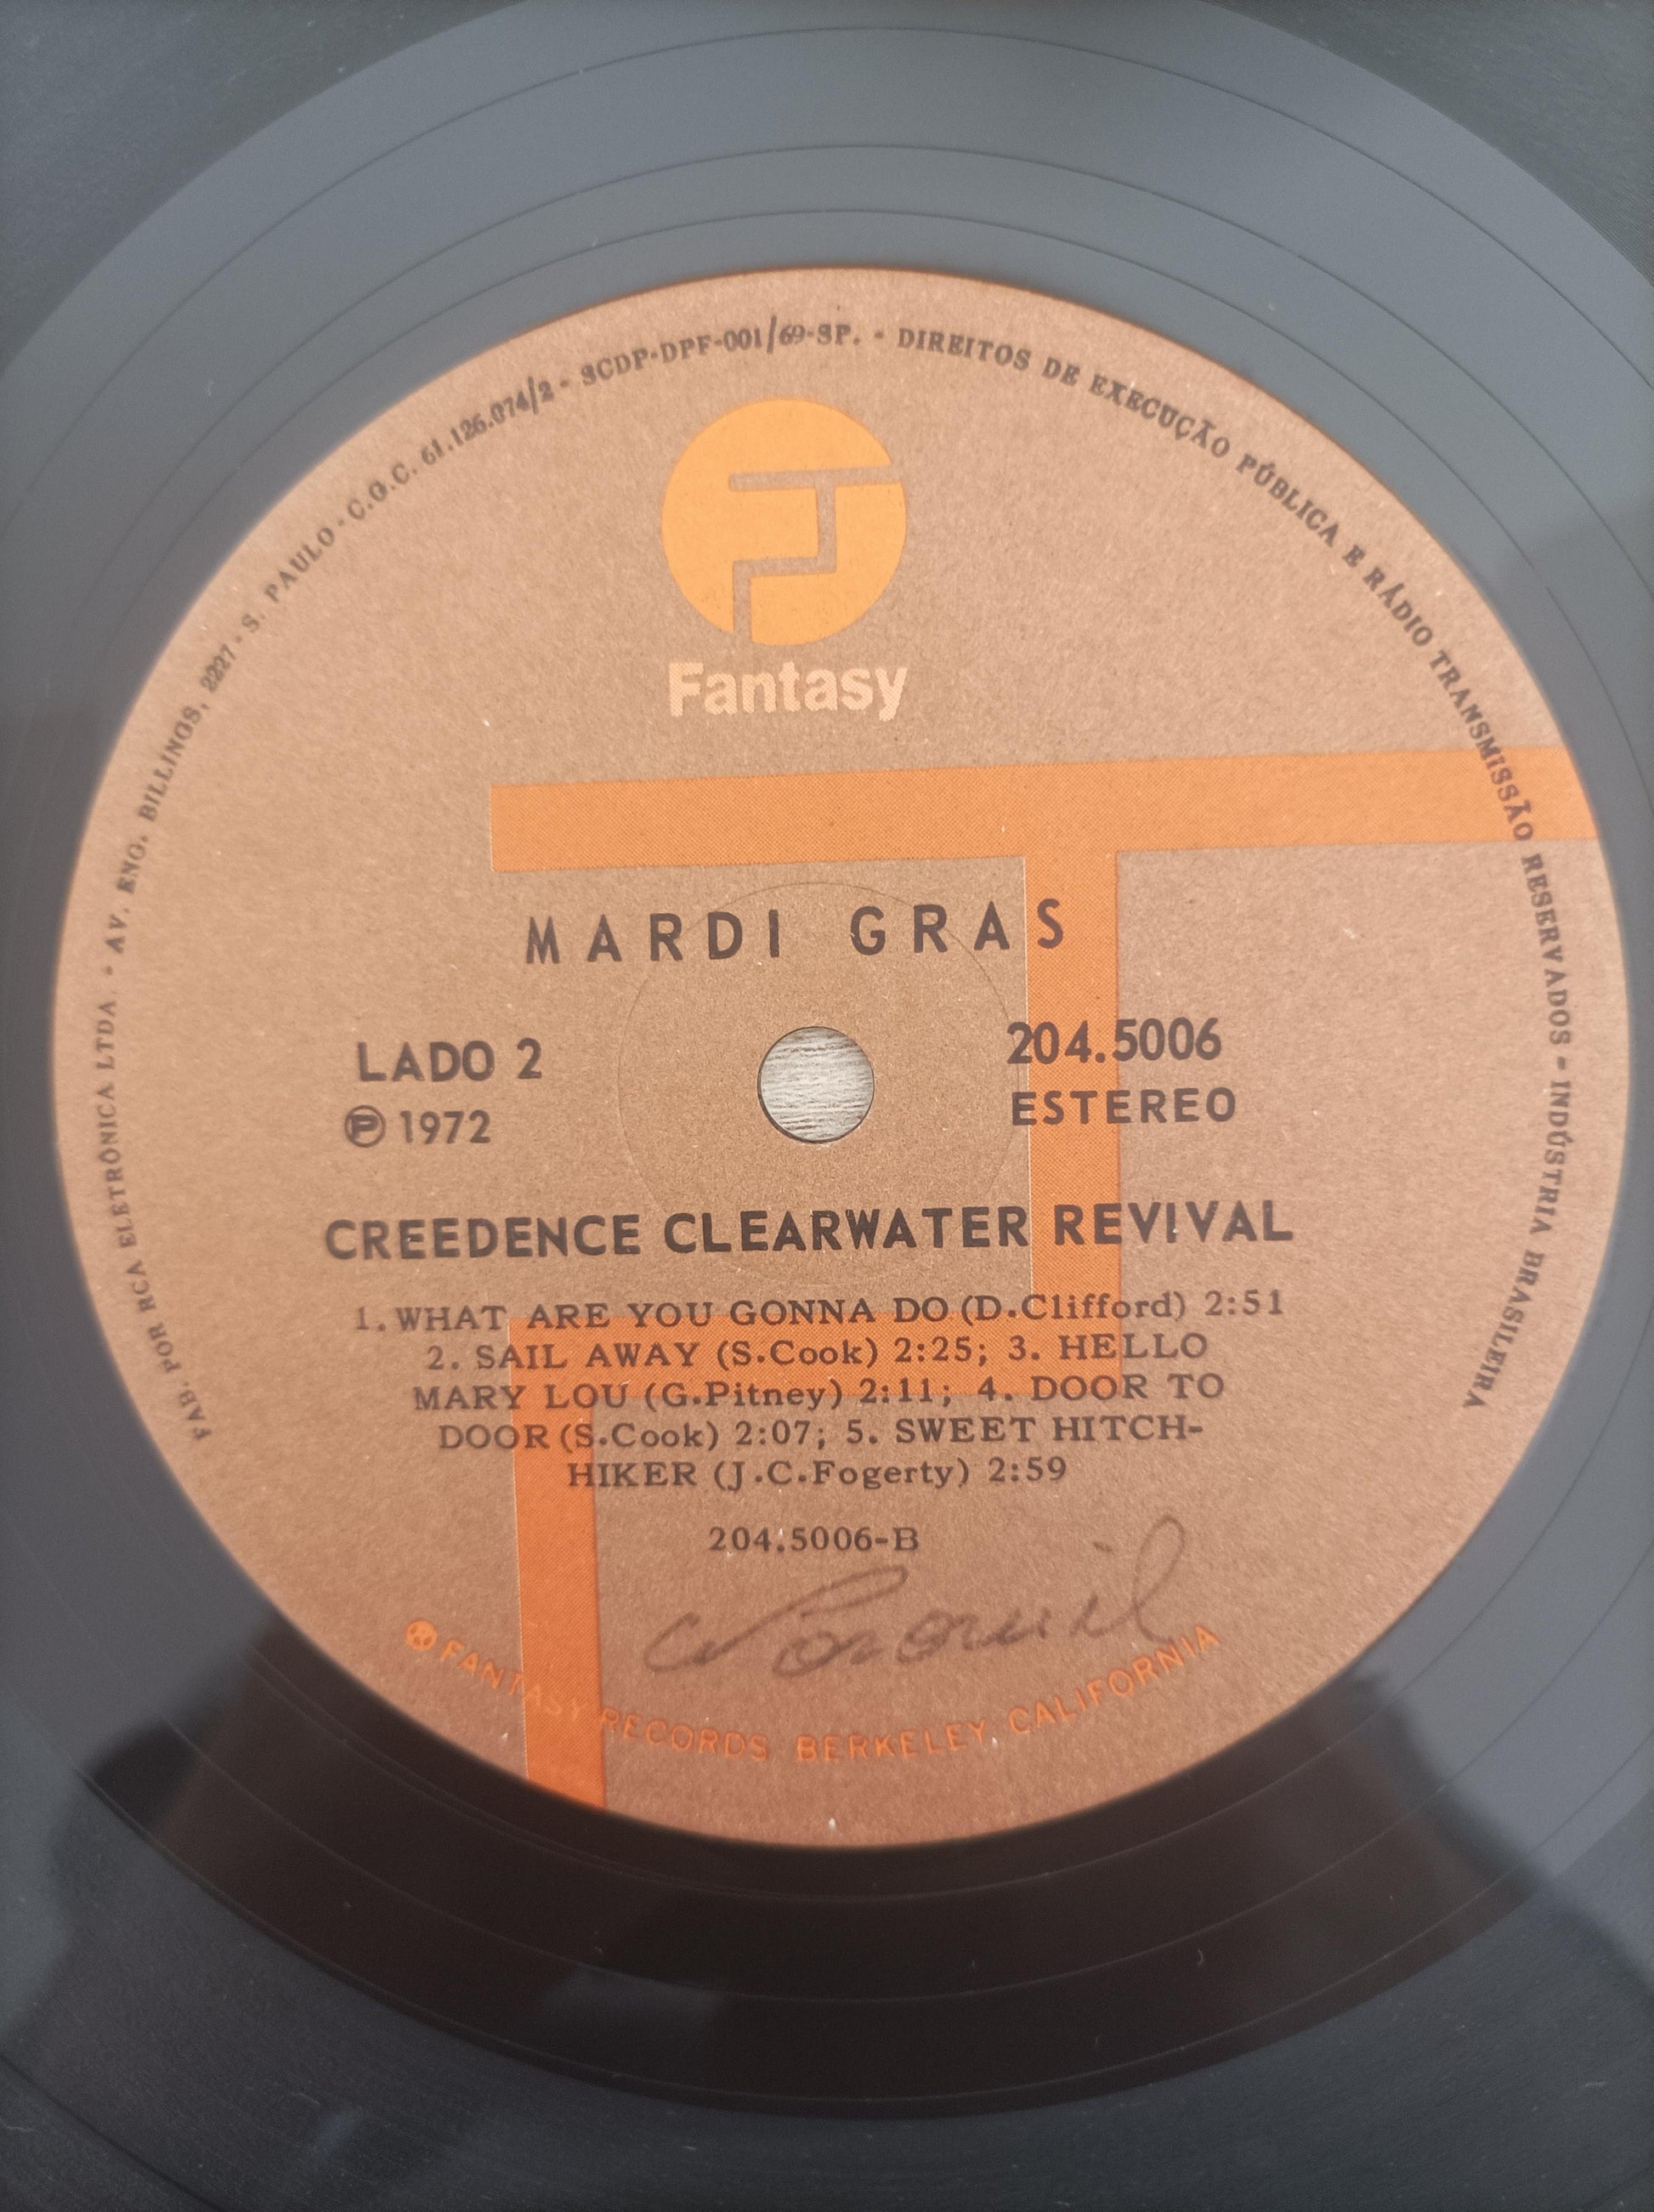 FAB. POR RCA ELETRÔNICA LTDA. - AV. ENG. BILLINGS, 2227 - S. PAULO - C.G.C. 61.126.074/2 - SCDP-DPF-001/69-SP. - DIREITOS DE EXECUÇÃO PÚBLICA E RÁDIO TRANSMISSÃO RESERVADOS - INDÚSTRIA BRASILEIRA
Fantasy
MARDI GRAS
LADO 2
℗ 1972
204.5006
ESTEREO
CREEDENCE CLEARWATER REVIVAL
1. WHAT ARE YOU GONNA DO (D.Clifford) 2:51
2. SAIL AWAY (S.Cook) 2:25; 3. HELLO
MARY LOU (G.Pitney) 2:11; 4. DOOR TO
DOOR (S.Cook) 2:07; 5. SWEET HITCH-
HIKER (J.C.Fogerty) 2:59
204.5006-B
FANTASY RECORDS BERKELEY, CALIFORNIA